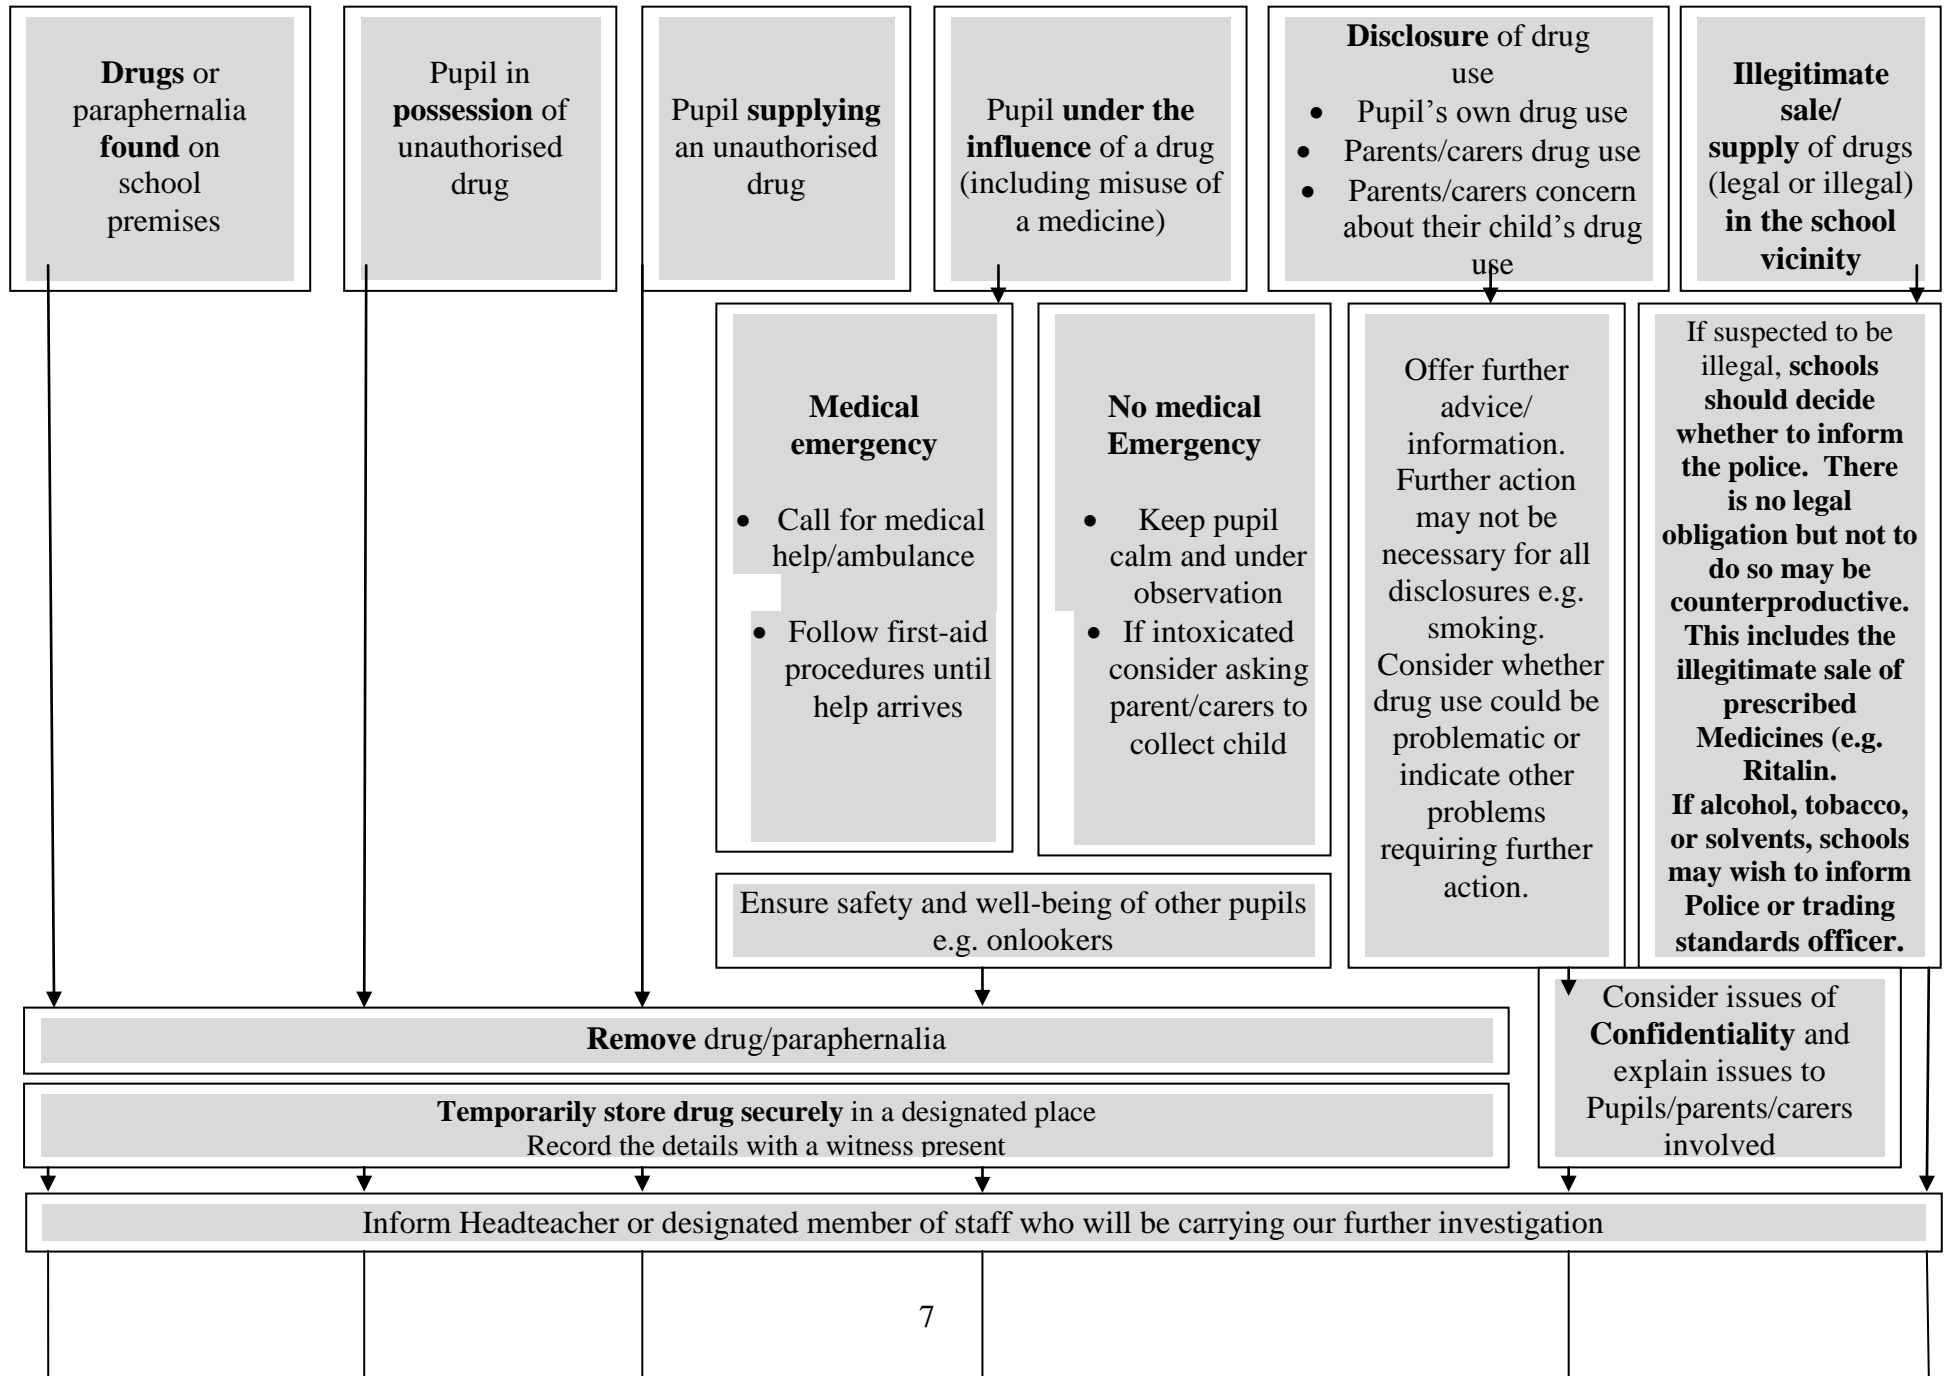 Drugs or
paraphernalia
found on
school
premises
Pupil in
possession of
unauthorised
drug
Pupil supplying
an unauthorised
drug
Pupil under the
influence of a drug
(including misuse of
a medicine)
Disclosure of drug
use
• Pupil’s own drug use
• Parents/carers drug use
• Parents/carers concern
about their child’s drug
use
Illegitimate
sale/
supply of drugs
(legal or illegal)
in the school
vicinity
Medical
emergency
• Call for medical
help/ambulance
• Follow first-aid
procedures until
help arrives
No medical
Emergency
• Keep pupil
calm and under
observation
• If intoxicated
consider asking
parent/carers to
collect child
Offer further
advice/
information.
Further action
may not be
necessary for all
disclosures e.g.
smoking.
Consider whether
drug use could be
problematic or
indicate other
problems
requiring further
action.
If suspected to be
illegal, schools
should decide
whether to inform
the police.  There
is no legal
obligation but not to
do so may be
counterproductive.
This includes the
illegitimate sale of
prescribed
Medicines (e.g.
Ritalin.
If alcohol, tobacco,
or solvents, schools
may wish to inform
Police or trading
standards officer.
Ensure safety and well-being of other pupils
e.g. onlookers
Remove drug/paraphernalia
Consider issues of
Confidentiality and
explain issues to
Pupils/parents/carers
involved
Temporarily store drug securely in a designated place
Record the details with a witness present
Inform Headteacher or designated member of staff who will be carrying our further investigation
7